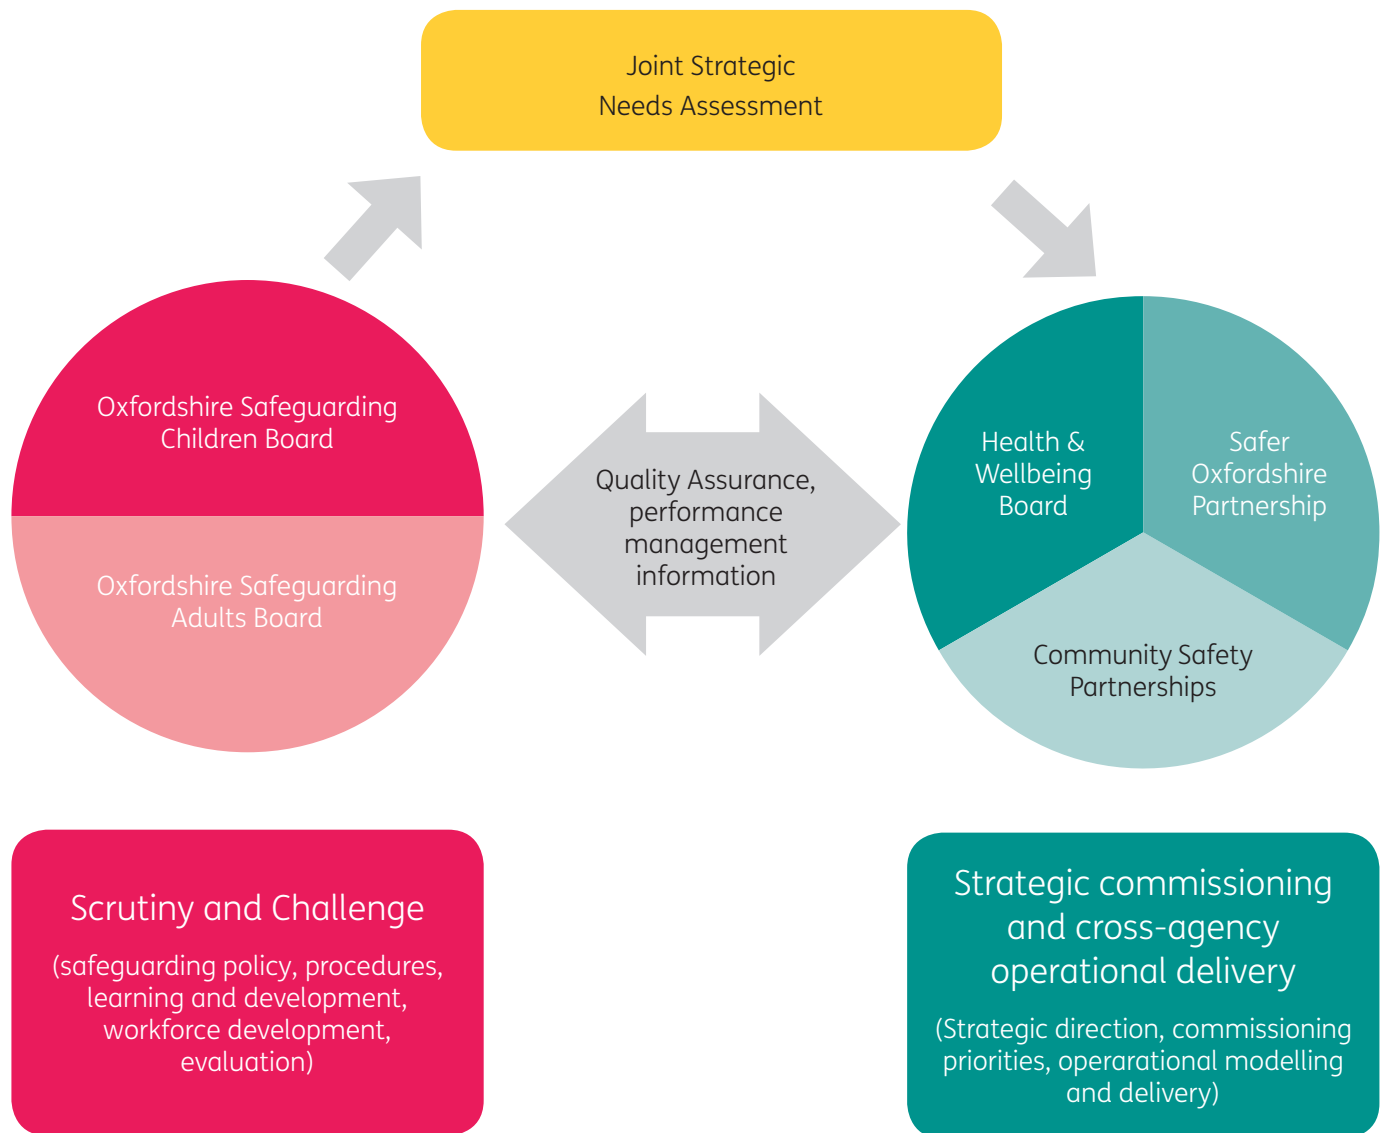 Joint Strategic
Needs Assessment
Oxfordshire Safeguarding
Children Board
Oxfordshire Safeguarding
Adults Board
Quality Assurance,
performance
management
information
Health &
Wellbeing
Board
Safer
Oxfordshire
Partnership
Community Safety
Partnerships
Scrutiny and Challenge
(safeguarding policy, procedures,
learning and development,
workforce development,
evaluation)
Strategic commissioning
and cross-agency
operational delivery
(Strategic direction, commissioning
priorities, operarational modelling
and delivery)